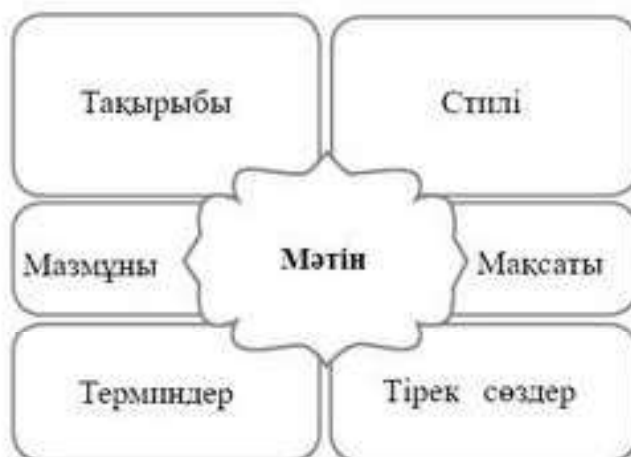 Тақырыбы
Стилі
Мазмұны
Мәтін
Мақсаты
Терминдер
Тірек сөздер